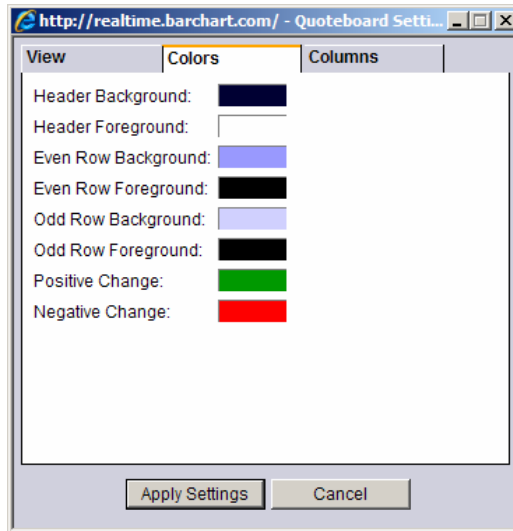 http://realtime.barchart.com/ - Quoteboard Setti...
View Colors Columns
Header Background:
Header Foreground:
Even Row Background:
Even Row Foreground:
Odd Row Background:
Odd Row Foreground:
Positive Change:
Negative Change:
Apply Settings Cancel